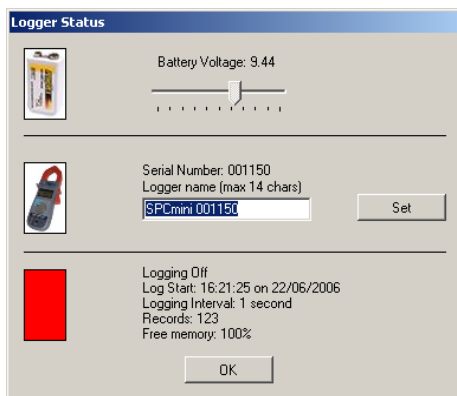 Logger Status
Battery Voltage: 9.44
Serial Number: 001150
Logger name (max 14 chars)
SPCmini 001150
Set
Logging Off
Log Start: 16:21:25 on 22/06/2006
Logging Interval: 1 second
Records: 123
Free memory: 100%
OK